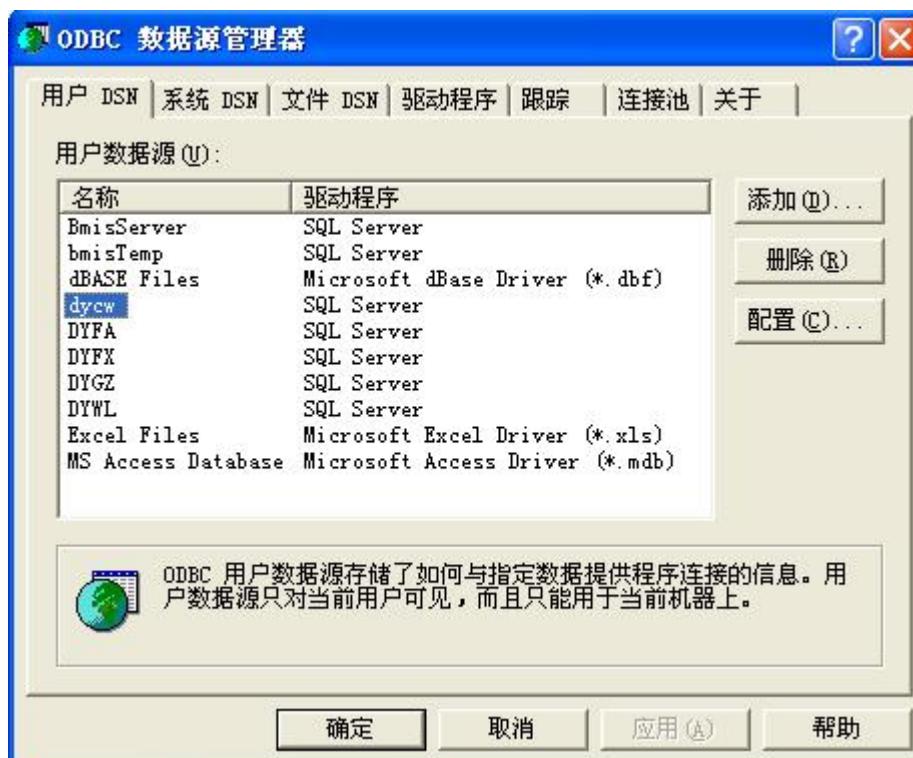 ODBC 数据源管理器
用户 DSN 系统 DSN 文件 DSN 驱动程序 跟踪 连接池 关于
用户数据源(U):
名称 驱动程序
BmisServer SQL Server
bmisTemp SQL Server
dBASE Files Microsoft dBase Driver (*.dbf)
dycw SQL Server
DYFA SQL Server
DYFX SQL Server
DYGZ SQL Server
DYWL SQL Server
Excel Files Microsoft Excel Driver (*.xls)
MS Access Database Microsoft Access Driver (*.mdb)
添加(D)...
删除(R)
配置(C)...
ODBC 用户数据源存储了如何与指定数据提供程序连接的信息。用
户数据源只对当前用户可见，而且只能用于当前机器上。
确定 取消 应用(A) 帮助